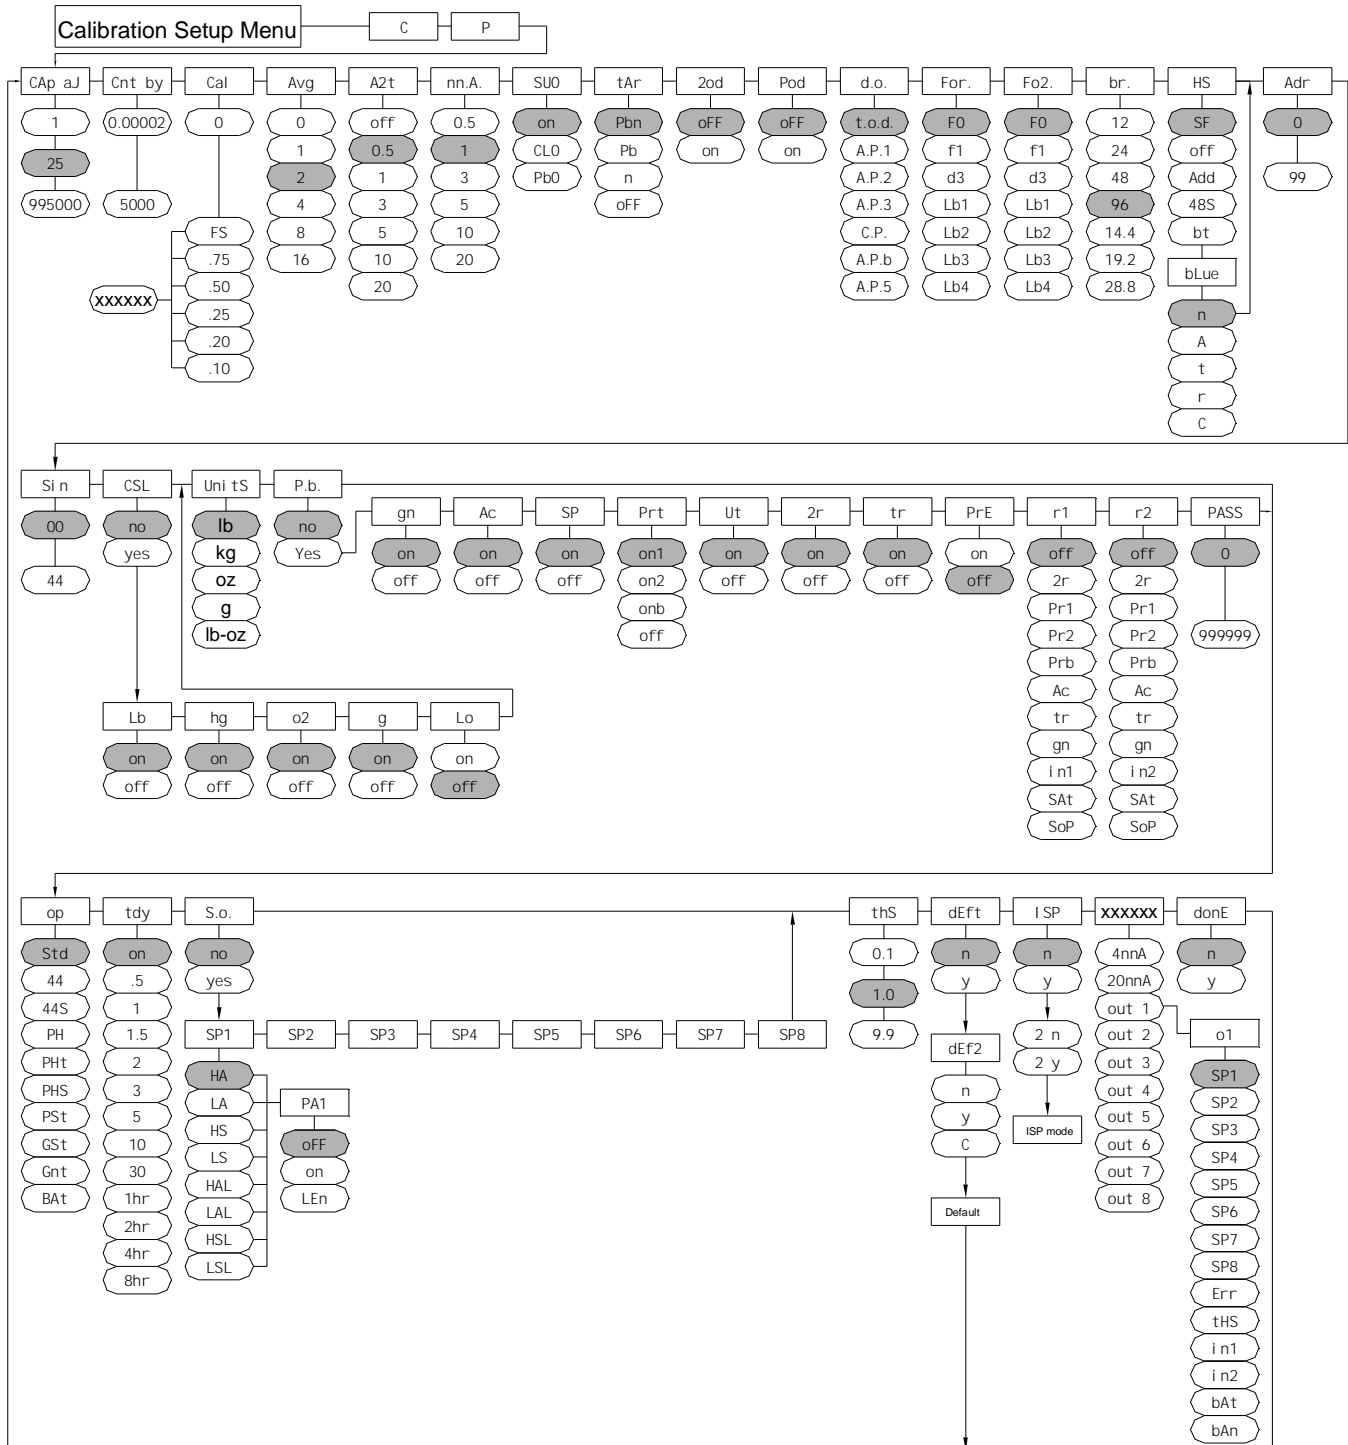 Calibration Setup Menu
C
P
CAp aJ
Cnt by
Cal
Avg
A2t
nn.A.
SU0
tAr
2od
Pod
d.o.
For.
Fo2.
br.
HS
Adr
1
25
995000
0.00002
5000
0
FS
.75
.50
.25
.20
.10
xxxxxx
0
1
2
4
8
16
off
0.5
1
3
5
10
20
0.5
1
3
5
10
20
on
CL0
Pb0
Pbn
Pb
n
oFF
oFF
on
oFF
on
t.o.d.
A.P.1
A.P.2
A.P.3
C.P.
A.P.b
A.P.5
F0
f1
d3
Lb1
Lb2
Lb3
Lb4
F0
f1
d3
Lb1
Lb2
Lb3
Lb4
12
24
48
96
14.4
19.2
28.8
SF
off
Add
48S
bt
bLue
n
A
t
r
C
0
99
Sin
CSL
UnitS
P.b.
gn
Ac
SP
Prt
Ut
2r
tr
PrE
r1
r2
PASS
00
44
no
yes
lb
kg
oz
g
lb-oz
no
Yes
on
off
on
off
on
off
on1
on2
onb
off
on
off
on
off
on
off
on
off
off
2r
Pr1
Pr2
Prb
Ac
tr
gn
in1
SAt
SoP
off
2r
Pr1
Pr2
Prb
Ac
tr
gn
in2
SAt
SoP
0
999999
Lb
hg
o2
g
Lo
on
off
on
off
on
off
on
off
on
off
op
tdy
S.o.
thS
dEft
ISP
xxxxxx
donE
Std
44
44S
PH
PHt
PHS
PSt
GSt
Gnt
BAt
on
.5
1
1.5
2
3
5
10
30
1hr
2hr
4hr
8hr
no
yes
SP1
SP2
SP3
SP4
SP5
SP6
SP7
SP8
HA
LA
HS
LS
HAL
LAL
HSL
LSL
PA1
oFF
on
LEn
0.1
1.0
9.9
n
y
dEf2
n
y
C
Default
n
y
2 n
2 y
ISP mode
4nnA
20nnA
out 1
out 2
out 3
out 4
out 5
out 6
out 7
out 8
n
y
o1
SP1
SP2
SP3
SP4
SP5
SP6
SP7
SP8
Err
tHS
in1
in2
bAt
bAn